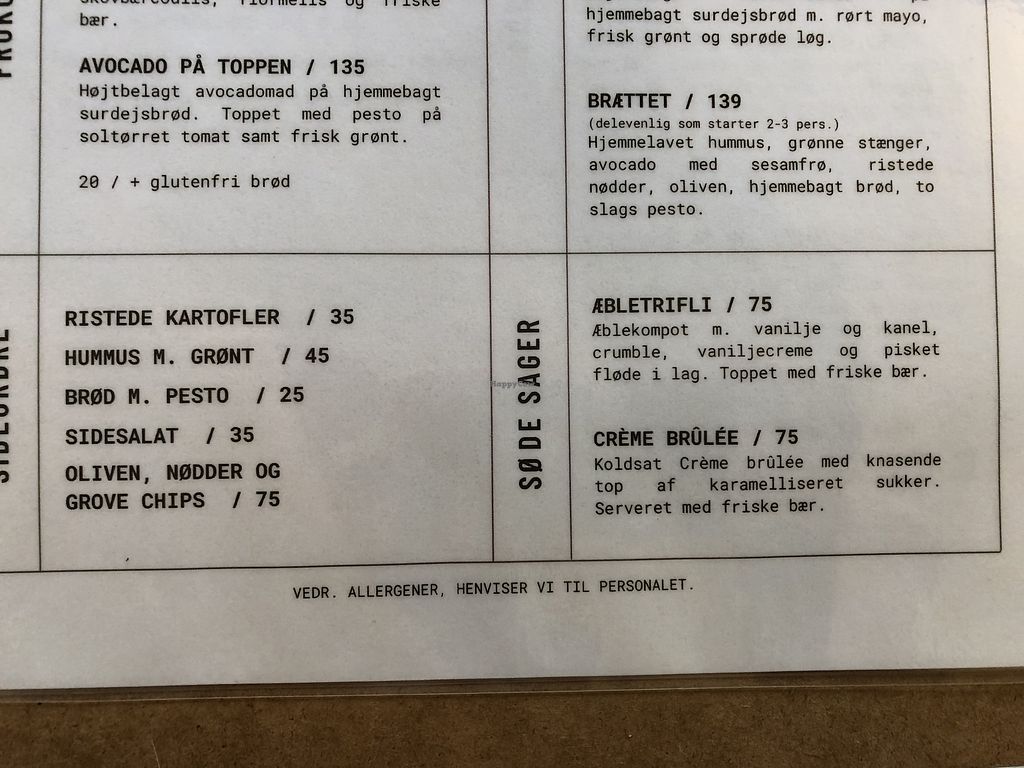 bær.
AVOCADO PÅ TOPPEN / 135
Højtbelagt avocadomad på hjemmebagt
surdejsbrød. Toppet med pesto på
soltørret tomat samt frisk grønt.
20 / + glutenfri brød
hjemmebagt surdejsbrød m. rørt mayo,
frisk grønt og sprøde løg.
BRÆTTET / 139
(delevenlig som starter 2-3 pers.)
Hjemmelavet hummus, grønne stænger,
avocado med sesamfrø, ristede
nødder, oliven, hjemmebagt brød, to
slags pesto.
RISTEDE KARTOFLER / 35
HUMMUS M. GRØNT / 45
BRØD M. PESTO / 25
SIDESALAT / 35
OLIVEN, NØDDER OG
GROVE CHIPS / 75
SØDE SAGER
ÆBLETRIFLI / 75
Æblekompot m. vanilje og kanel,
crumble, vaniljecreme og pisket
fløde i lag. Toppet med friske bær.
CRÈME BRÛLÉE / 75
Koldsat Crème brûlée med knasende
top af karamelliseret sukker.
Serveret med friske bær.
VEDR. ALLERGENER, HENVISER VI TIL PERSONALET.